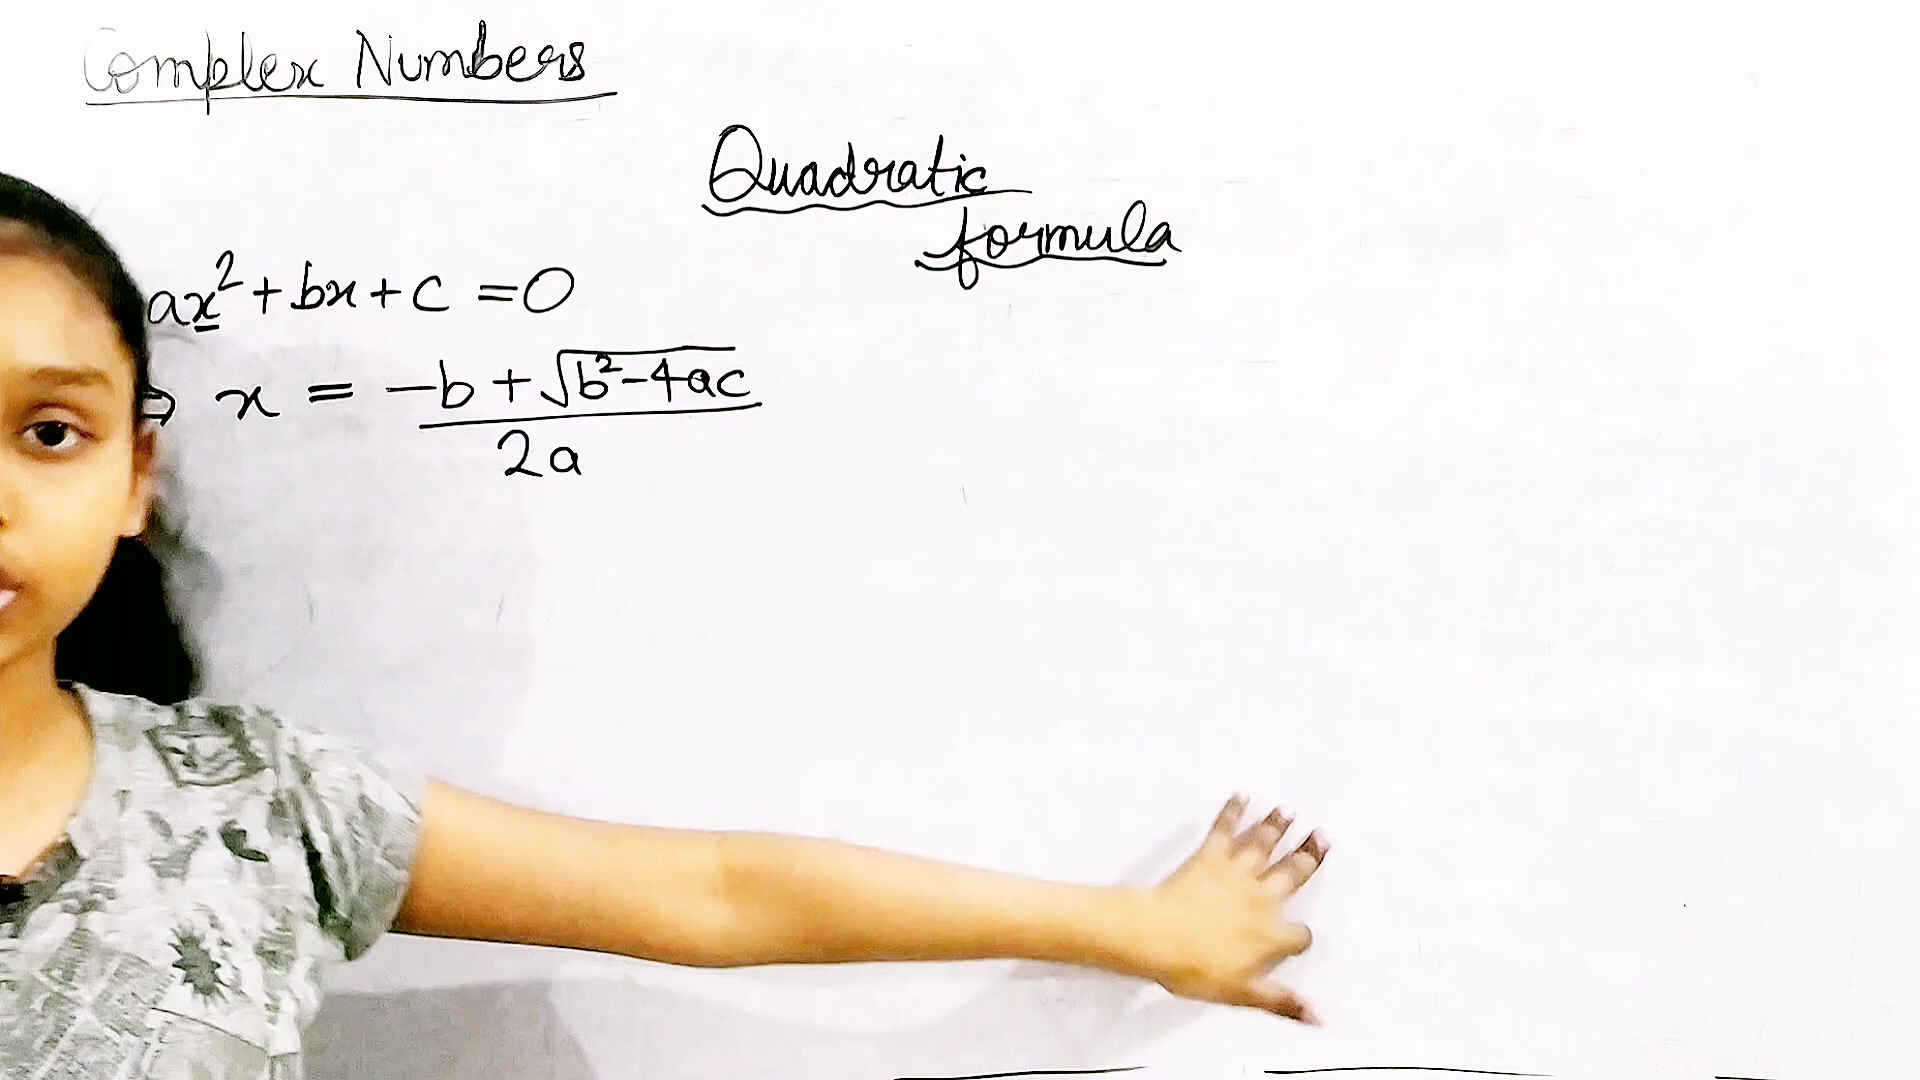 Complex Numbers
Quadratic
formula
ax² + bx + c = 0
⇒ x = -b + √b²-4ac
2a